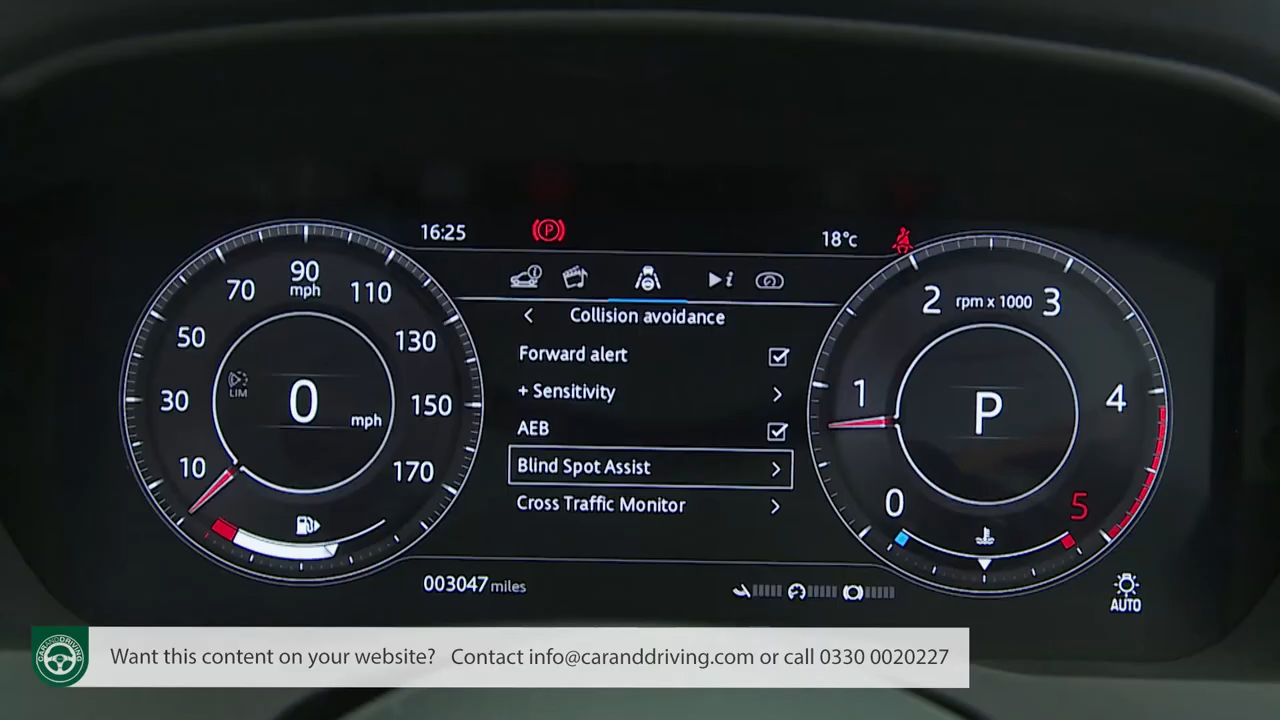 16:25
18°c
Collision avoidance
Forward alert
+ Sensitivity
AEB
Blind Spot Assist
Cross Traffic Monitor
10
30
50
70
90
mph
110
130
150
170
LIM
0
mph
0
1
2
rpm x 1000
3
4
5
P
003047 miles
AUTO
CARANDDRIVING
Want this content on your website? Contact info@caranddriving.com or call 0330 0020227